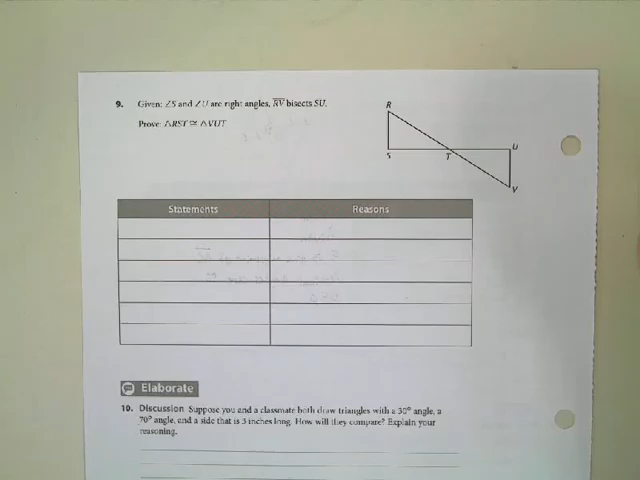 9. Given: ∠S and ∠U are right angles, RV bisects SU.
Prove: △RST ≅ △VUT
R
S
T
U
V
Statements Reasons
Elaborate
10. Discussion Suppose you and a classmate both draw triangles with a 30° angle, a
70° angle, and a side that is 3 inches long. How will they compare? Explain your
reasoning.